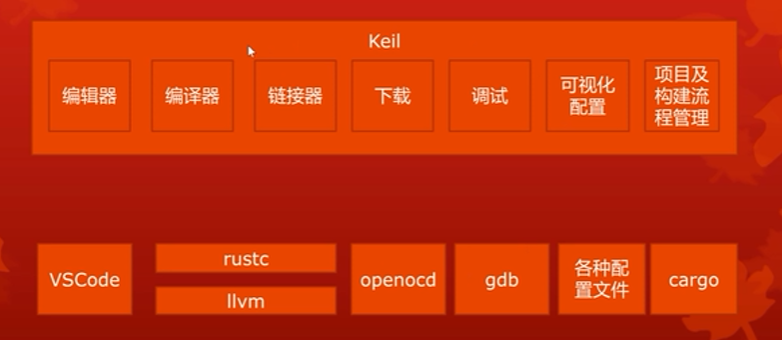 Keil
编辑器
编译器
链接器
下载
调试
可视化
配置
项目及
构建流
程管理
VSCode
rustc
llvm
openocd
gdb
各种配
置文件
cargo